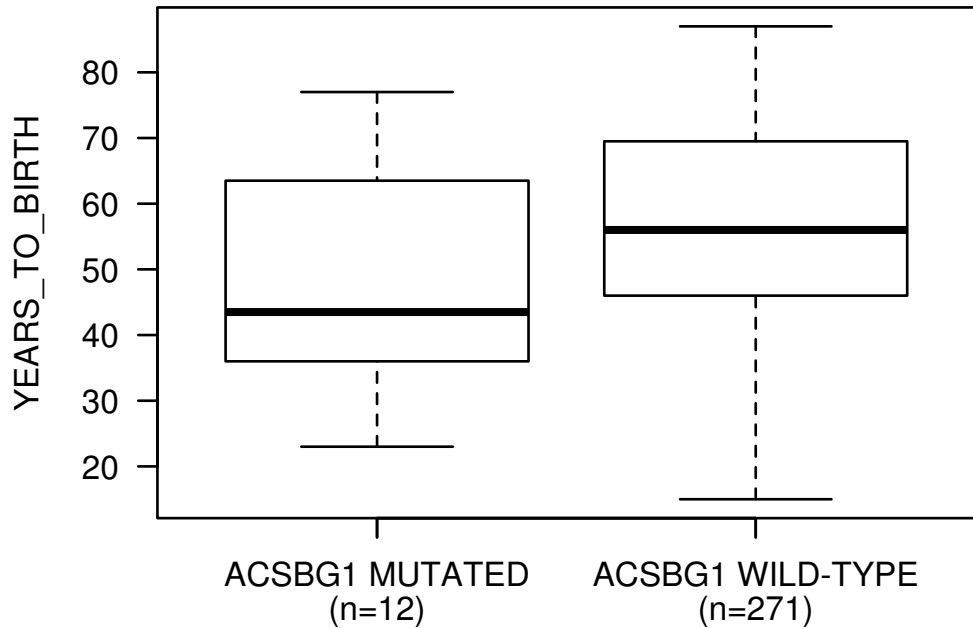 YEARS_TO_BIRTH
80
70
60
50
40
30
20
ACSBG1 MUTATED
(n=12)
ACSBG1 WILD-TYPE
(n=271)